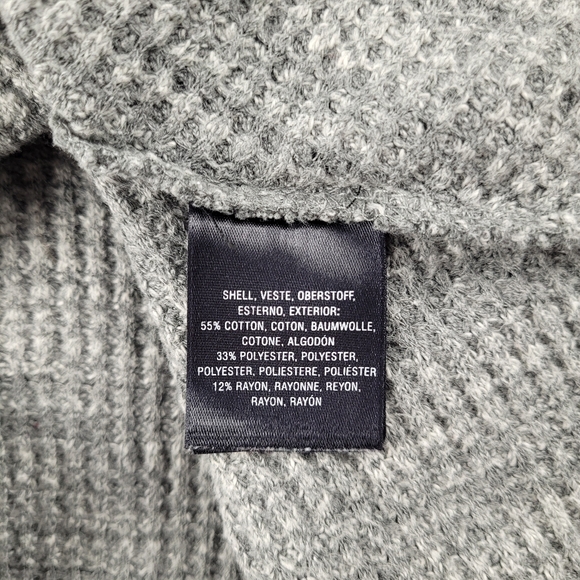 SHELL, VESTE, OBERSTOFF,
ESTERNO, EXTERIOR:
55% COTTON, COTON, BAUMWOLLE,
COTONE, ALGODÓN
33% POLYESTER, POLYESTER,
POLYESTER, POLIESTERE, POLIÉSTER
12% RAYON, RAYONNE, REYON,
RAYON, RAYÓN